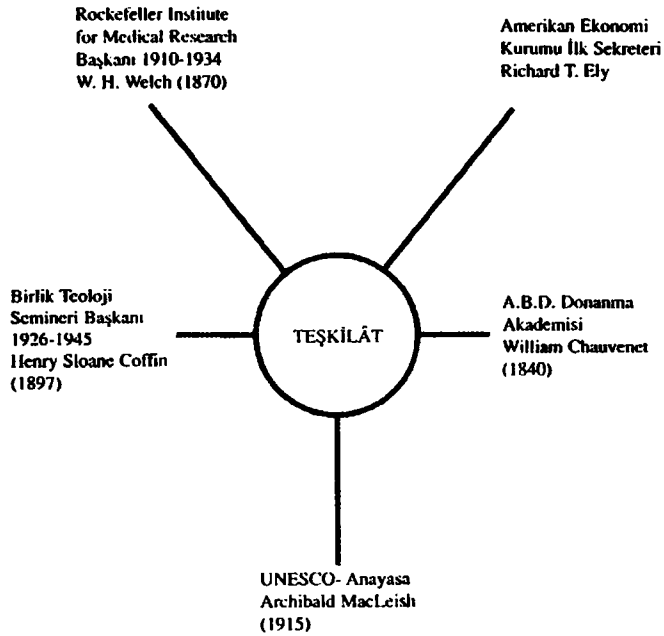 Rockefeller Institute
for Medical Research
Başkanı 1910-1934
W. H. Welch (1870)
Amerikan Ekonomi
Kurumu İlk Sekreteri
Richard T. Ely
Birlik Teoloji
Semineri Başkanı
1926-1945
Henry Sloane Coffin
(1897)
TEŞKİLÂT
A.B.D. Donanma
Akademisi
William Chauvenet
(1840)
UNESCO- Anayasa
Archibald MacLeish
(1915)